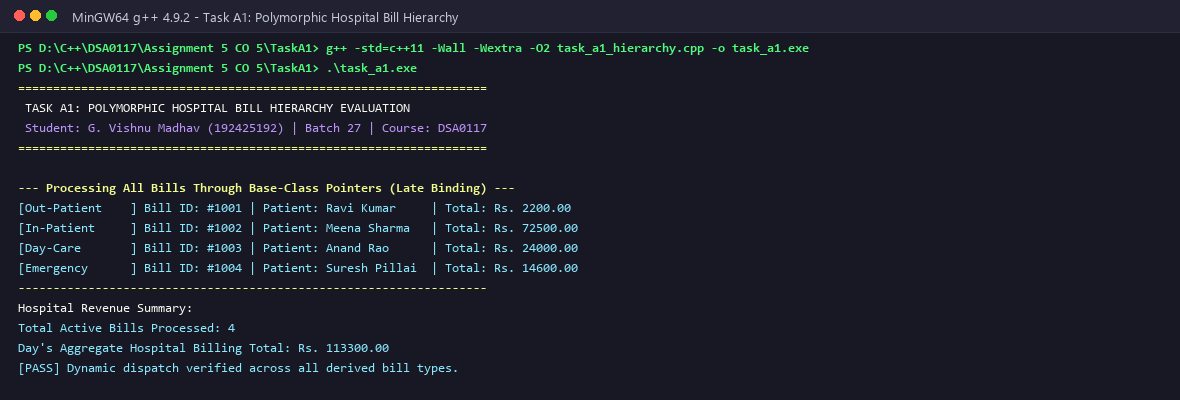 MinGW64 g++ 4.9.2 - Task A1: Polymorphic Hospital Bill Hierarchy
PS D:\C++\DSA0117\Assignment 5 CO 5\TaskA1> g++ -std=c++11 -Wall -Wextra -O2 task_a1_hierarchy.cpp -o task_a1.exe
PS D:\C++\DSA0117\Assignment 5 CO 5\TaskA1> .\task_a1.exe
===================================================================
TASK A1: POLYMORPHIC HOSPITAL BILL HIERARCHY EVALUATION
Student: G. Vishnu Madhav (192425192) | Batch 27 | Course: DSA0117
===================================================================
--- Processing All Bills Through Base-Class Pointers (Late Binding) ---
[Out-Patient    ] Bill ID: #1001 | Patient: Ravi Kumar     | Total: Rs. 2200.00
[In-Patient     ] Bill ID: #1002 | Patient: Meena Sharma   | Total: Rs. 72500.00
[Day-Care       ] Bill ID: #1003 | Patient: Anand Rao      | Total: Rs. 24000.00
[Emergency      ] Bill ID: #1004 | Patient: Suresh Pillai  | Total: Rs. 14600.00
-------------------------------------------------------------------
Hospital Revenue Summary:
Total Active Bills Processed: 4
Day's Aggregate Hospital Billing Total: Rs. 113300.00
[PASS] Dynamic dispatch verified across all derived bill types.